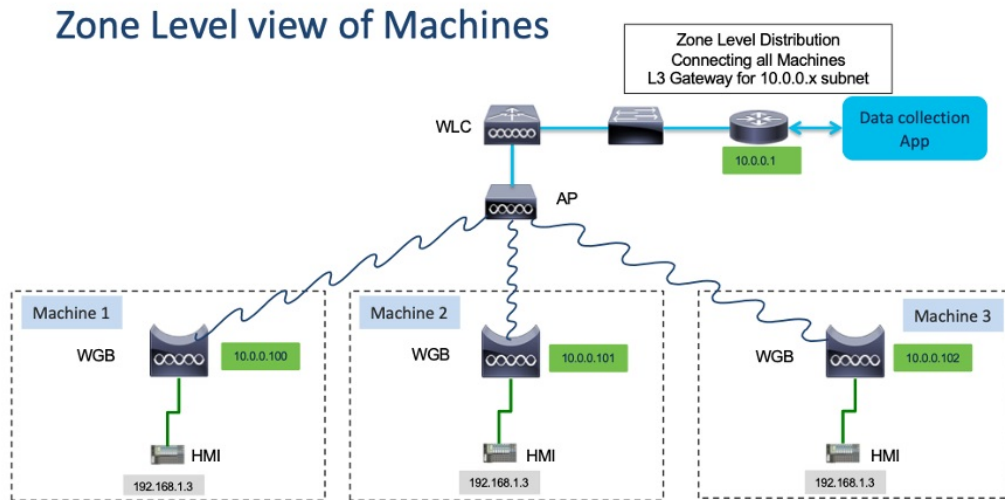 Zone Level view of Machines
Zone Level Distribution
Connecting all Machines
L3 Gateway for 10.0.0.x subnet
WLC
Data collection
App
10.0.0.1
AP
Machine 1
WGB
10.0.0.100
HMI
192.168.1.3
Machine 2
WGB
10.0.0.101
HMI
192.168.1.3
Machine 3
WGB
10.0.0.102
HMI
192.168.1.3